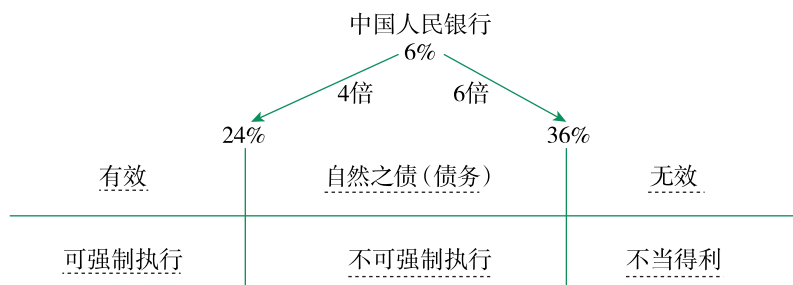 中国人民银行
6%
4倍 6倍
24% 36%
有效 自然之债(债务) 无效
可强制执行 不可强制执行 不当得利